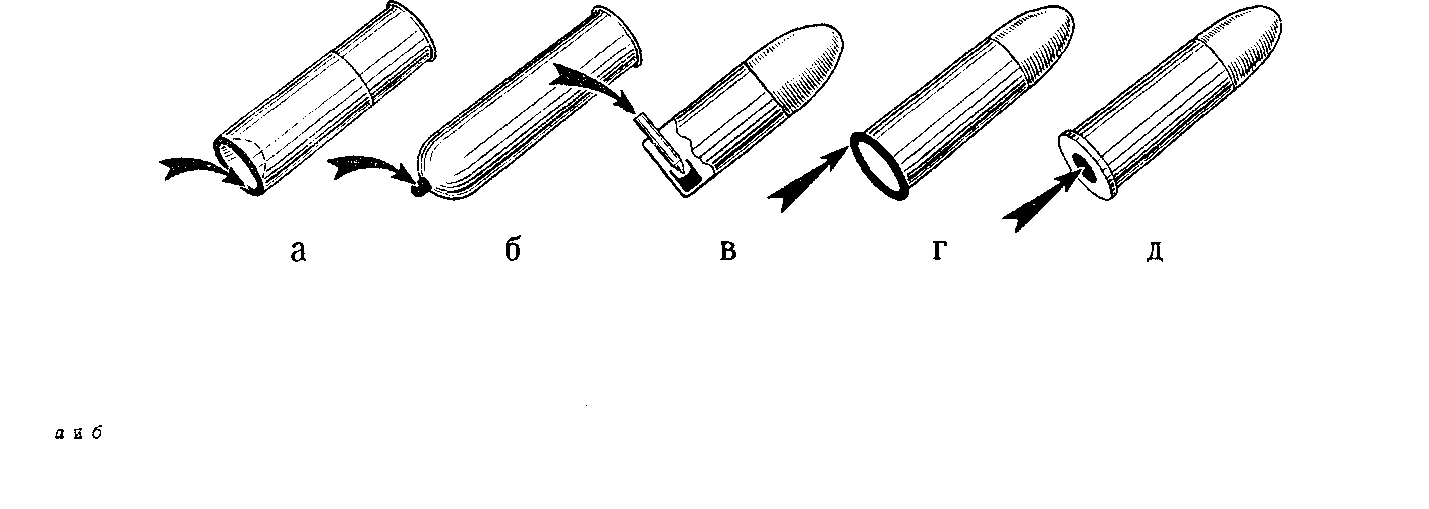 а б в г д
а и б